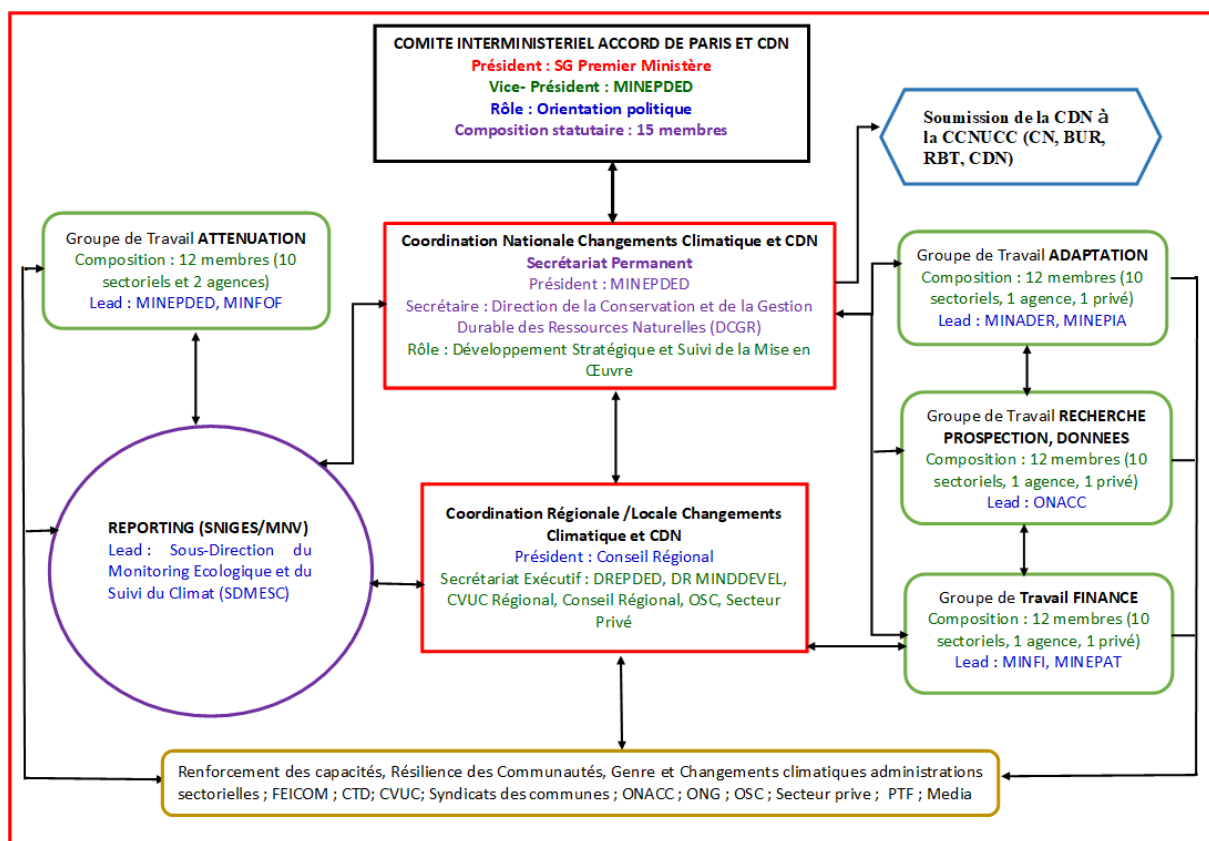 COMITE INTERMINISTERIEL ACCORD DE PARIS ET CDN
Président : SG Premier Ministère
Vice- Président : MINEPDED
Rôle : Orientation politique
Composition statutaire : 15 membres
Soumission de la CDN à
la CCNUCC (CN, BUR,
RBT, CDN)
Groupe de Travail ATTENUATION
Composition : 12 membres (10
sectoriels et 2 agences)
Lead : MINEPDED, MINFOF
Coordination Nationale Changements Climatique et CDN
Secrétariat Permanent
Président : MINEPDED
Secrétaire : Direction de la Conservation et de la Gestion
Durable des Ressources Naturelles (DCGR)
Rôle : Développement Stratégique et Suivi de la Mise en
Œuvre
Groupe de Travail ADAPTATION
Composition : 12 membres (10
sectoriels, 1 agence, 1 privé)
Lead : MINADER, MINEPIA
Groupe de Travail RECHERCHE
PROSPECTION, DONNEES
Composition : 12 membres (10
sectoriels, 1 agence, 1 privé)
Lead : ONACC
REPORTING (SNIGES/MNV)
Lead : Sous-Direction du
Monitoring Ecologique et du
Suivi du Climat (SDMESC)
Coordination Régionale /Locale Changements
Climatique et CDN
Président : Conseil Régional
Secrétariat Exécutif : DREPDED, DR MINDDEVEL,
CVUC Régional, Conseil Régional, OSC, Secteur
Privé
Groupe de Travail FINANCE
Composition : 12 membres (10
sectoriels, 1 agence, 1 privé)
Lead : MINFI, MINEPAT
Renforcement des capacités, Résilience des Communautés, Genre et Changements climatiques administrations
sectorielles ; FEICOM ; CTD; CVUC; Syndicats des communes ; ONACC ; ONG ; OSC ; Secteur prive ; PTF ; Media